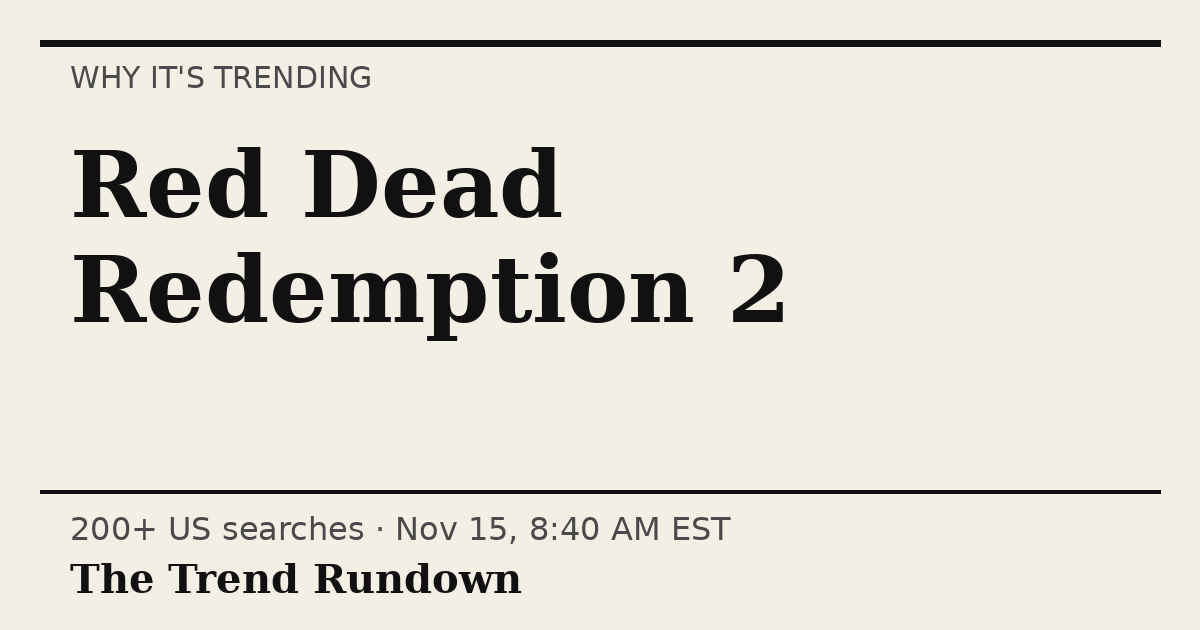 WHY IT'S TRENDING
Red Dead
Redemption 2
200+ US searches · Nov 15, 8:40 AM EST
The Trend Rundown